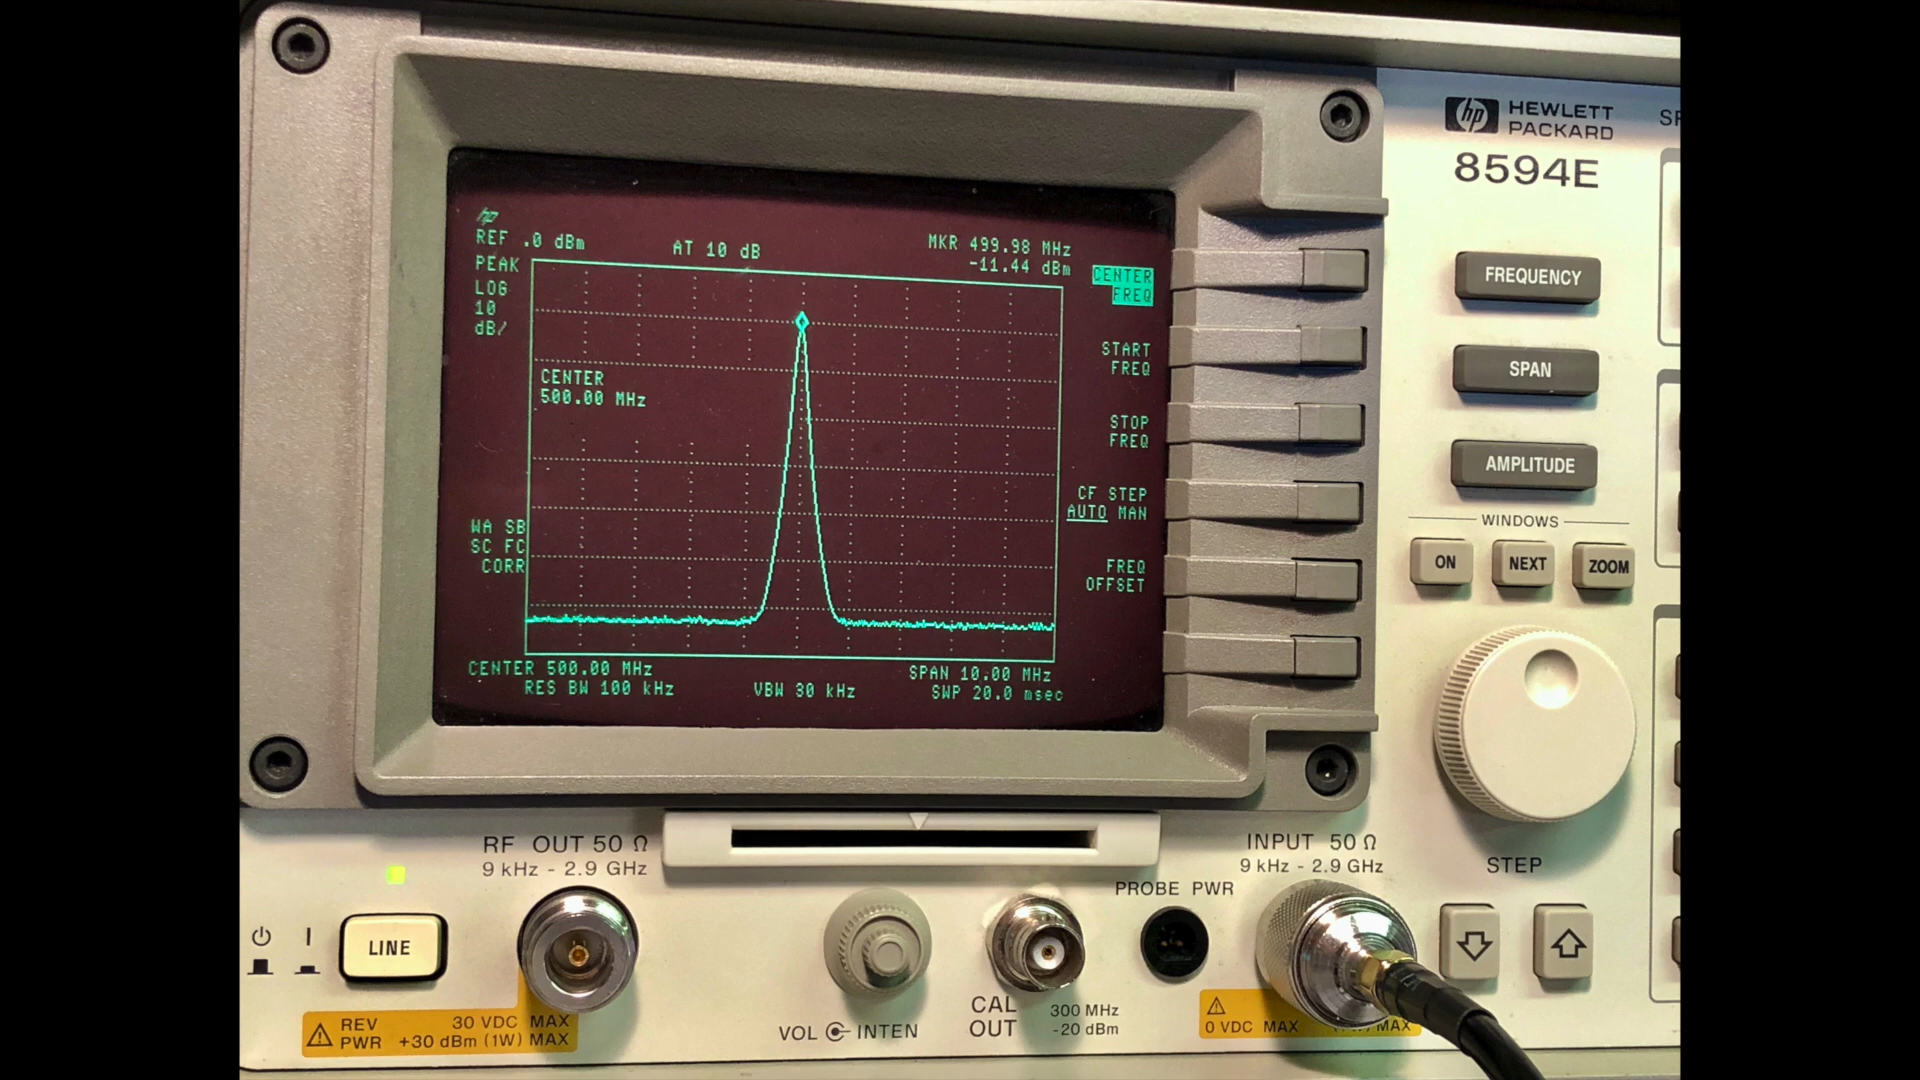 hp
REF .0 dBm
AT 10 dB
MKR 499.98 MHz
-11.44 dBm
PEAK
LOG
10
dB/
CENTER
500.00 MHz
WA SB
SC FC
CORR
CENTER 500.00 MHz
SPAN 10.00 MHz
RES BW 100 kHz
VBW 30 kHz
SWP 20.0 msec
CENTER
FREQ
START
FREQ
STOP
FREQ
CF STEP
AUTO MAN
FREQ
OFFSET
hp HEWLETT
PACKARD
8594E
FREQUENCY
SPAN
AMPLITUDE
WINDOWS
ON
NEXT
ZOOM
STEP
RF OUT 50 Ω
9 kHz - 2.9 GHz
LINE
REV
PWR
30 VDC MAX
+30 dBm (1W) MAX
VOL
INTEN
CAL
OUT
300 MHz
-20 dBm
PROBE PWR
INPUT 50 Ω
9 kHz - 2.9 GHz
0 VDC MAX
MAX